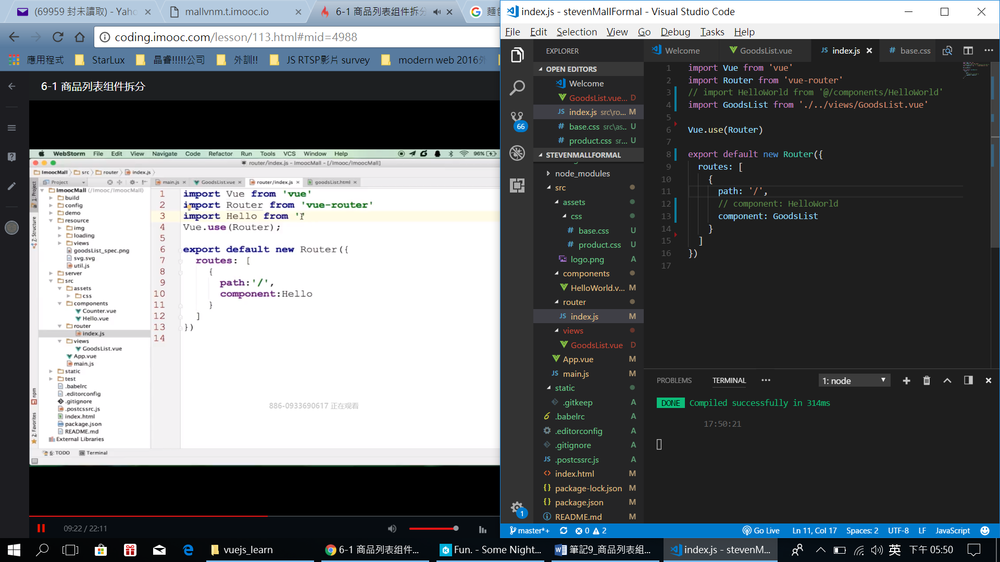 (69959 封未讀取) - Yaho
mallvnm.t.imooc.io
6-1 商品列表组件拆分
麵包
coding.imooc.com/lesson/113.html#mid=4988
應用程式
StarLux
晶睿!!!!!公司
外訓!!
JS RTSP影片 survey
modern web 2016外
6-1 商品列表组件拆分
WebStorm File Edit View Navigate Code Refactor Run Tools VCS Window Help
96%
router/index.js - ImoocMall - [/Imooc/ImoocMall]
ImoocMall src router index.js
Project
main.js
GoodsList.vue
router/index.js
goodsList.html
1: Project
Z: Structure
npm
2: Favorites
ImoocMall (/Imooc/ImoocMall)
build
config
demo
resource
img
loading
views
goodsList_spec.png
svg.svg
util.js
server
src
assets
css
components
Counter.vue
Hello.vue
router
index.js
views
GoodsList.vue
App.vue
main.js
static
test
.babelrc
.editorconfig
.gitignore
.postcssrc.js
index.html
package.json
README.md
External Libraries
1 import Vue from 'vue'
2 import Router from 'vue-router'
3 import Hello from ''
4 Vue.use(Router);
5
6 export default new Router({
7 routes: [
8 {
9 path:'/',
10 component:Hello
11 }
12 ]
13 })
14
886-0933690617 正在观看
6: TODO
Terminal
09:22 / 22:11
index.js - stevenMallFormal - Visual Studio Code
File Edit Selection View Go Debug Tasks Help
66
1
EXPLORER
OPEN EDITORS
Welcome
GoodsList.vue... D
index.js src\ro... M
base.css src\as... U
product.css sr... U
STEVENMALLFORMAL
node_modules
src
assets
css
base.css U
product.css U
logo.png A
components
HelloWorld.v... M
router
index.js M
views
GoodsList.vue D
App.vue M
main.js M
static
.gitkeep A
.babelrc A
.editorconfig A
.gitignore A
.postcssrc.js A
index.html M
package-lock.json M
package.json M
README.md M
Welcome
GoodsList.vue
JS index.js
# base.css
1 import Vue from 'vue'
2 import Router from 'vue-router'
3 // import HelloWorld from '@/components/HelloWorld'
4 import GoodsList from './../views/GoodsList.vue'
5
6 Vue.use(Router)
7
8 export default new Router({
9 routes: [
10 {
11 path: '/',
12 // component: HelloWorld
13 component: GoodsList
14 }
15 ]
16 })
17
PROBLEMS TERMINAL ••• 1: node
DONE Compiled successfully in 314ms
17:50:21
master*+ 0 2 Go Live Ln 11, Col 17 Spaces: 2 UTF-8 LF JavaScript
vuejs_learn
6-1 商品列表组件...
Fun. - Some Night...
筆記9_商品列表組...
index.js - stevenM...
英
下午 05:50